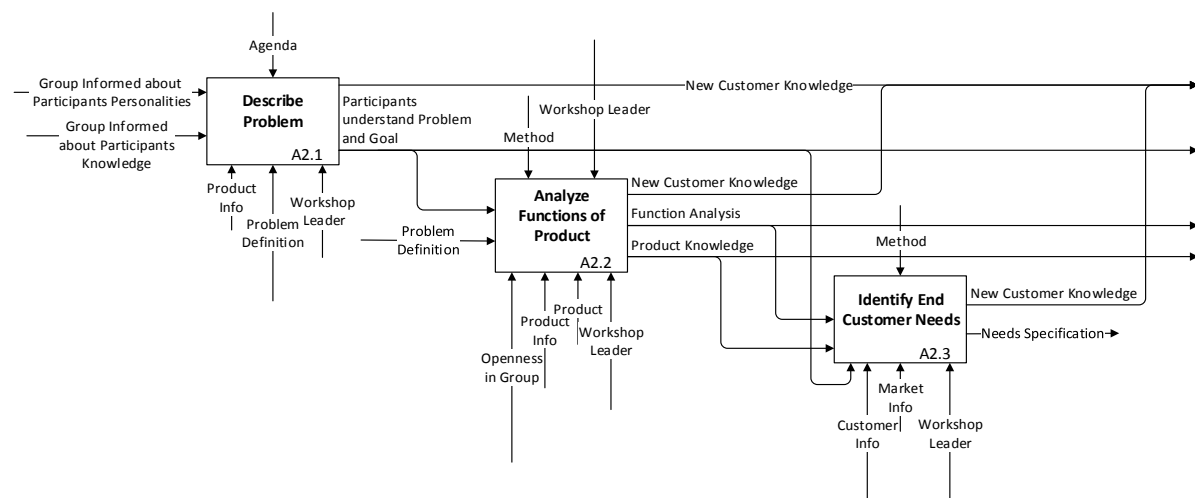 Agenda
Group Informed about
Participants Personalities
Group Informed
about Participants
Knowledge
Describe
Problem
A2.1
Product
Info
Problem
Definition
Workshop
Leader
New Customer Knowledge
Participants
understand Problem
and Goal
Workshop Leader
Method
Analyze
Functions of
Product
A2.2
Problem
Definition
Openness
in Group
Product
Info
Product
Workshop
Leader
New Customer Knowledge
Function Analysis
Product Knowledge
Method
Identify End
Customer Needs
A2.3
New Customer Knowledge
Needs Specification
Customer
Info
Market
Info
Workshop
Leader